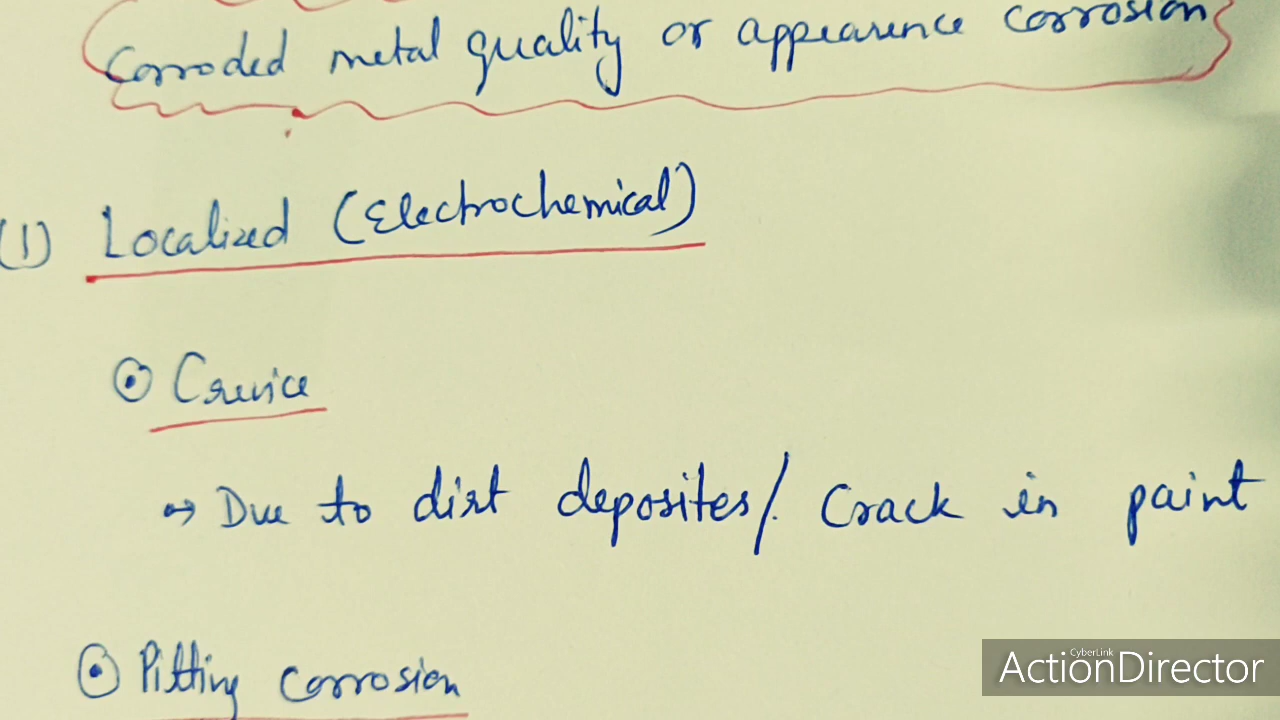 Corroded metal quality or appearence corrosion
(1) Localized (Electrochemical)
⊙ Crevice
→ Due to dirt deposites/ Crack in paint
⊙ Pitting corrosion
CyberLink
ActionDirector